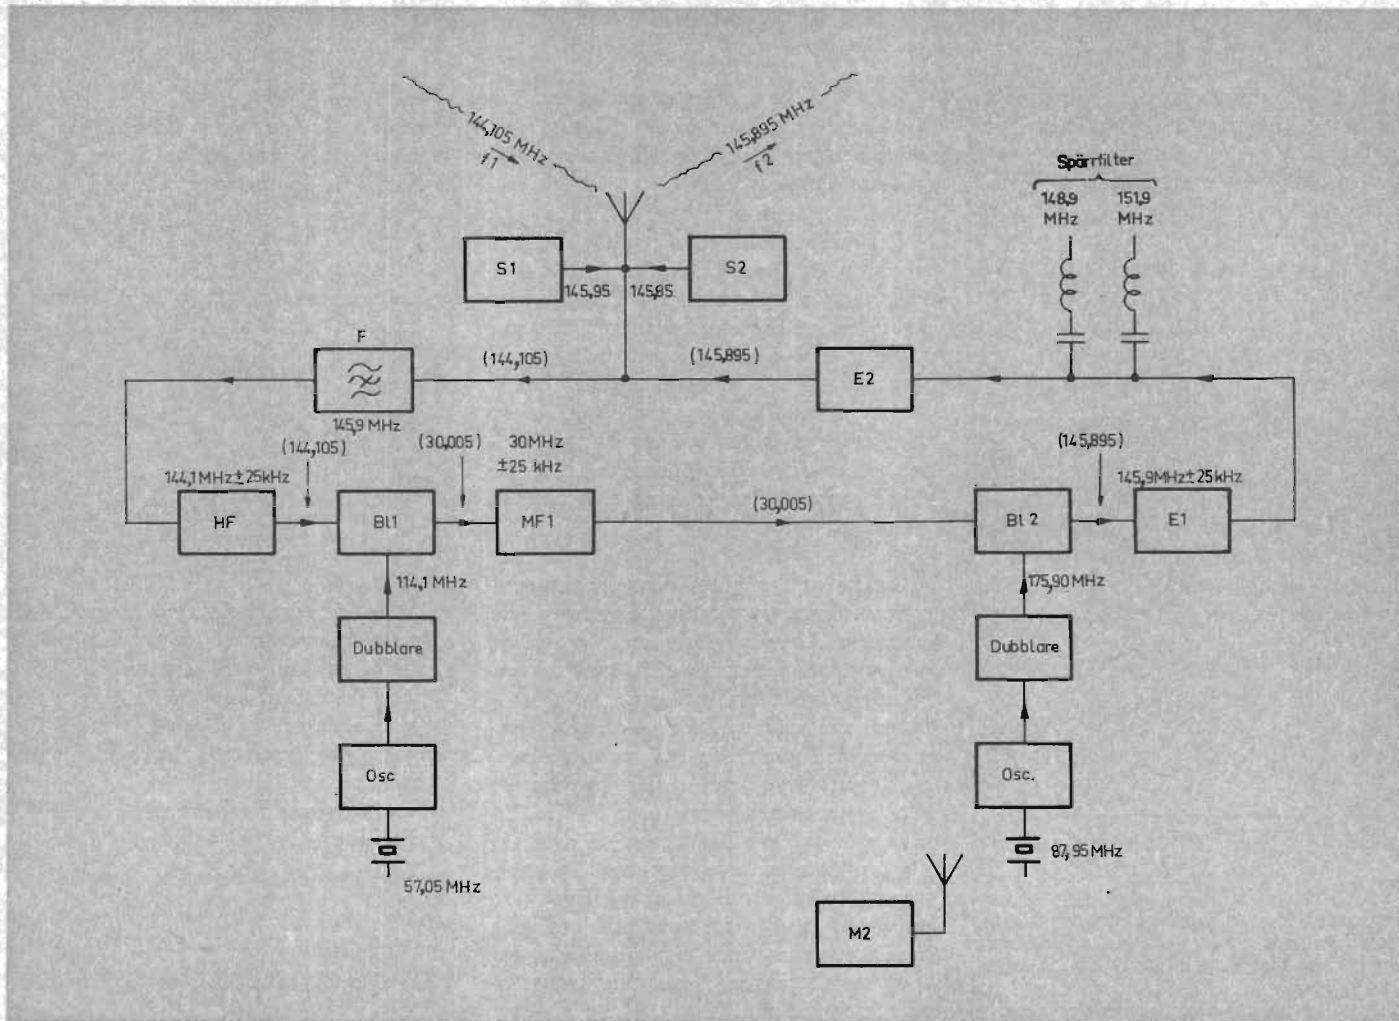 144,105 MHz
f1
145,895 MHz
f2
Spärrfilter
148,9 MHz
151,9 MHz
S1
S2
145,95
145,85
F
(144,105)
(145,895)
E2
145,9 MHz
(144,105)
(30,005)
30MHz
±25 kHz
(145,895)
144,1 MHz±25kHz
145,9MHz±25kHz
HF
Bl1
MF1
(30,005)
Bl 2
E1
114,1 MHz
175,90 MHz
Dubblare
Dubblare
Osc
Osc.
57,05 MHz
87,95 MHz
M2